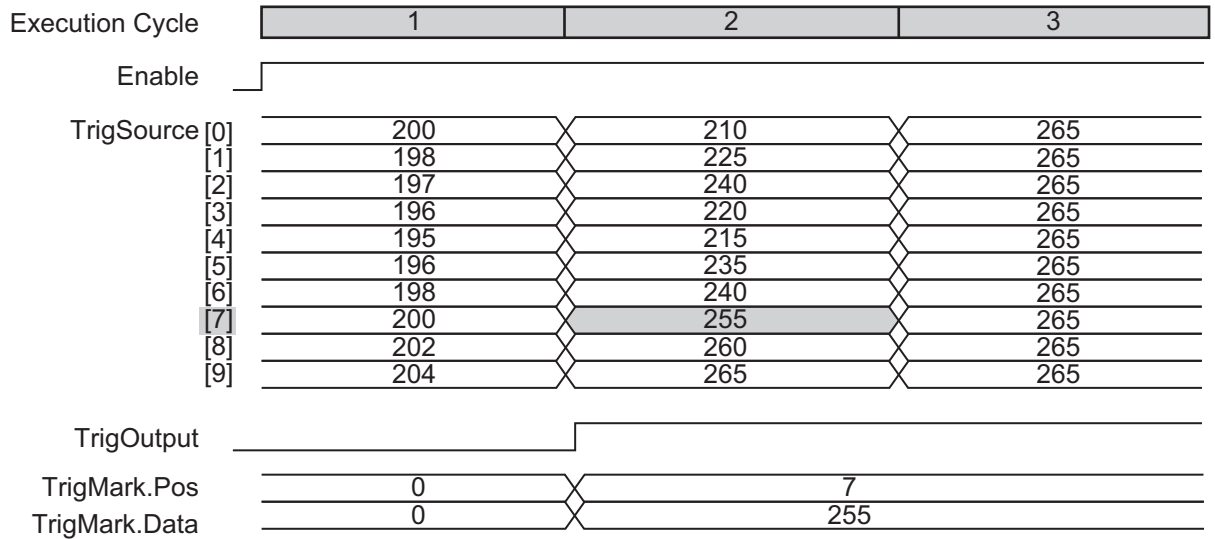 Execution Cycle 1 2 3
Enable
TrigSource [0] 200 210 265
[1] 198 225 265
[2] 197 240 265
[3] 196 220 265
[4] 195 215 265
[5] 196 235 265
[6] 198 240 265
[7] 200 255 265
[8] 202 260 265
[9] 204 265 265
TrigOutput
TrigMark.Pos 0 7
TrigMark.Data 0 255